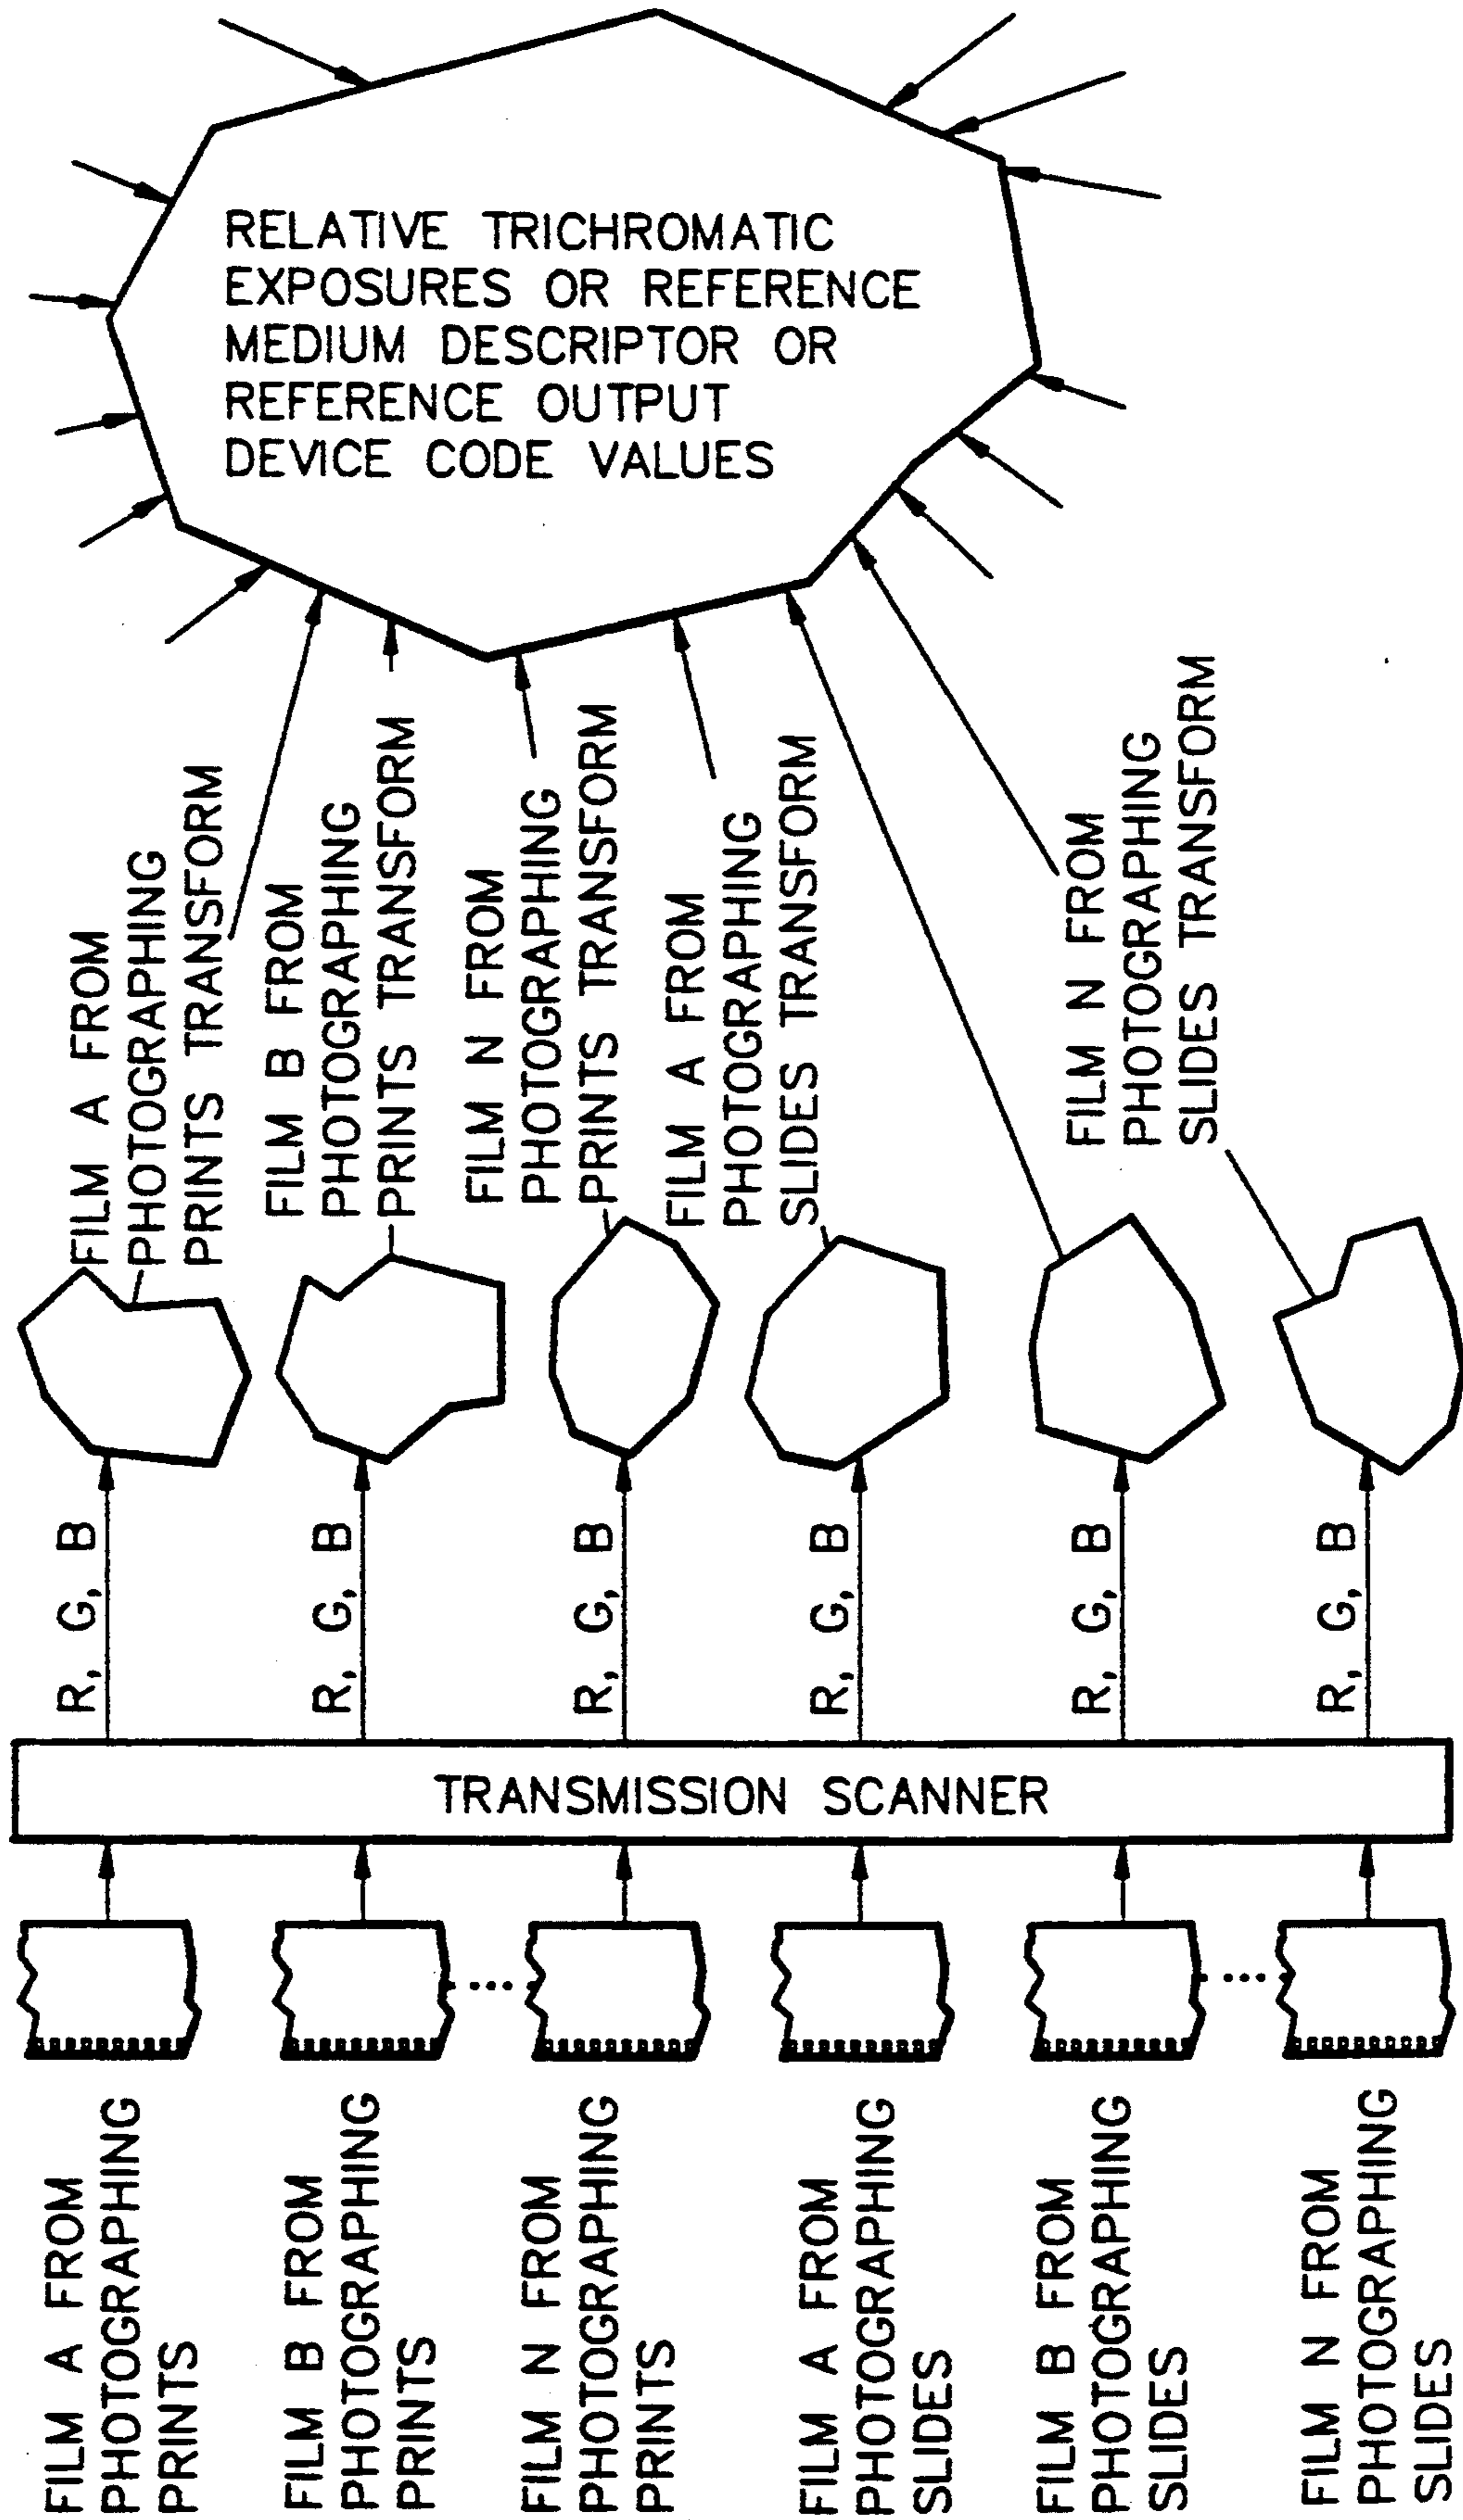 RELATIVE TRICHROMATIC
EXPOSURES OR REFERENCE
MEDIUM DESCRIPTOR OR
REFERENCE OUTPUT
DEVICE CODE VALUES
FILM A FROM
PHOTOGRAPHING
PRINTS TRANSFORM
FILM B FROM
PHOTOGRAPHING
PRINTS TRANSFORM
FILM N FROM
PHOTOGRAPHING
PRINTS TRANSFORM
FILM A FROM
PHOTOGRAPHING
SLIDES TRANSFORM
FILM N FROM
PHOTOGRAPHING
SLIDES TRANSFORM
R, G, B
R, G, B
R, G, B
R, G, B
R, G, B
R, G, B
TRANSMISSION SCANNER
FILM A FROM
PHOTOGRAPHING
PRINTS
FILM B FROM
PHOTOGRAPHING
PRINTS
FILM N FROM
PHOTOGRAPHING
PRINTS
FILM A FROM
PHOTOGRAPHING
SLIDES
FILM B FROM
PHOTOGRAPHING
SLIDES
FILM N FROM
PHOTOGRAPHING
SLIDES